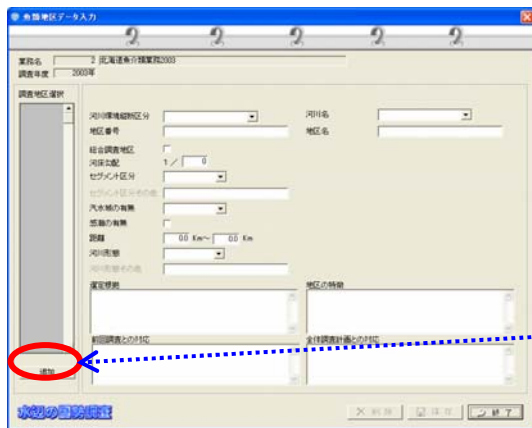 魚類地区データ入力
業務名 2 北海道魚介類業務2003
調査年度 2003年
調査地区選択
河川環境縦断区分 河川名
地区番号 地区名
総合調査地区
河床勾配 1 / 0
セグメント区分
セグメント区分その他
汽水域の有無
感潮の有無
距離 0.0 Km～ 0.0 Km
河川形態
河川形態その他
選定根拠 地区の特徴
前回調査との対応 全体調査計画との対応
追加
水辺の国勢調査
削除 保存 終了